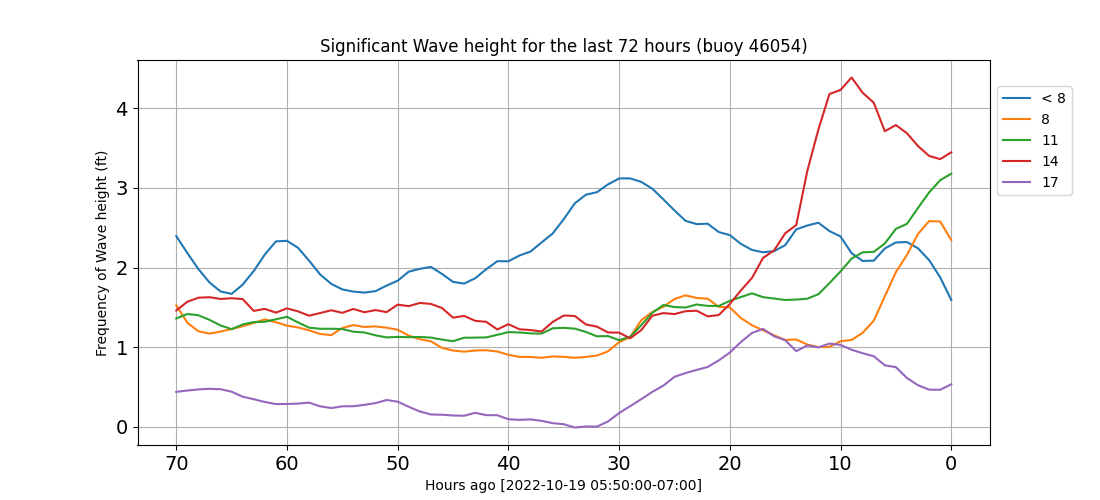 Significant Wave height for the last 72 hours (buoy 46054)
Frequency of Wave height (ft)
4
3
2
1
0
70 60 50 40 30 20 10 0
Hours ago [2022-10-19 05:50:00-07:00]
< 8
8
11
14
17